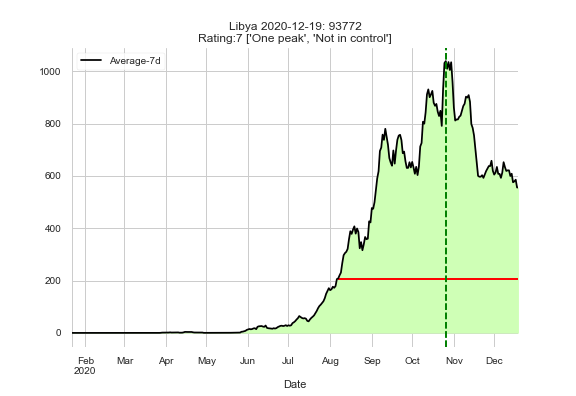 Libya 2020-12-19: 93772
Rating:7 ['One peak', 'Not in control']
Average-7d
1000
800
600
400
200
0
Feb Mar Apr May Jun Jul Aug Sep Oct Nov Dec
2020
Date